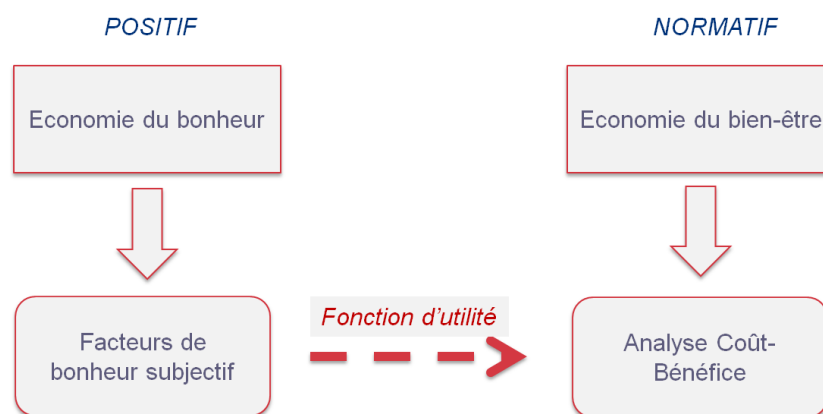 POSITIF
NORMATIF
Economie du bonheur
Economie du bien-être
Fonction d’utilité
Facteurs de
bonheur subjectif
Analyse Coût-
Bénéfice